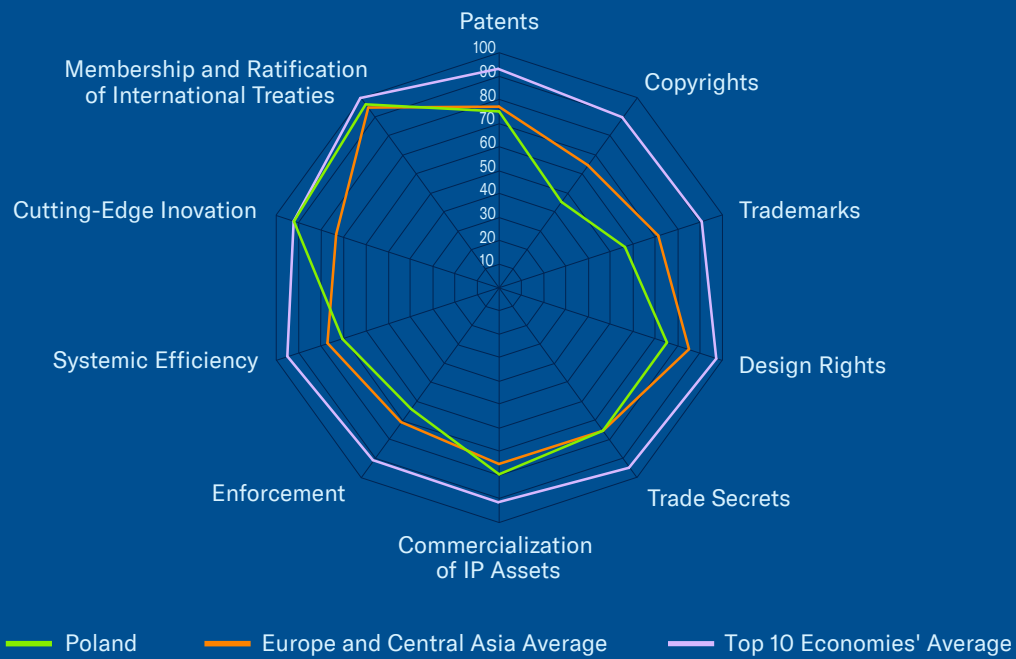 Patents
100
90
80
70
60
50
40
30
20
10
Copyrights
Trademarks
Design Rights
Trade Secrets
Commercialization
of IP Assets
Enforcement
Systemic Efficiency
Cutting-Edge Inovation
Membership and Ratification
of International Treaties
Poland
Europe and Central Asia Average
Top 10 Economies' Average